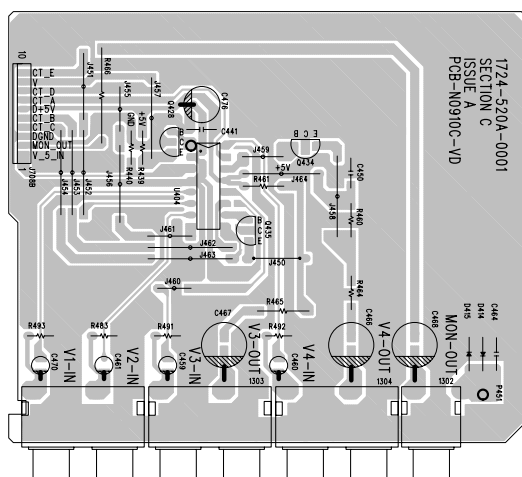 1724-520A-0001
SECTION C
ISSUE A
PCB-N0910C-VD
10
CT_E
V
CT_D
CT_A
D+5V
CT_B
CT_C
DGND
MON_OUT
V_5_IN
1
J708B
J451
R466
J455
J457
GND
+5V
Q428
B
C
E
C476
C441
J454
J453
J452
J456
R440
R439
U404
J459
E C B
Q434
+5V
R461
J464
C450
J458
R460
B
C
E
Q435
J461
J462
J463
J450
J460
R464
R465
R493
R483
R491
C467
R492
C466
C468
D415
D414
C464
C470
V1-IN
C461
V2-IN
C459
V3-IN
V3-OUT
C460
V4-IN
V4-OUT
MON-OUT
P451
1303
1304
1302